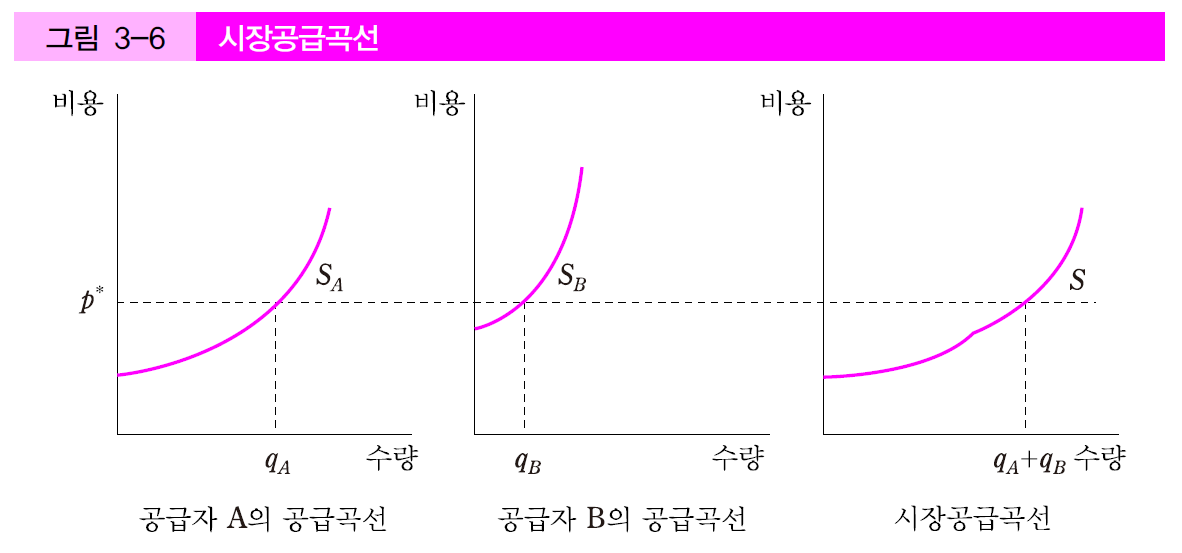 그림 3-6 시장공급곡선
비용 비용 비용
S_A S_B S
p*
q_A 수량 q_B 수량 q_A+q_B 수량
공급자 A의 공급곡선 공급자 B의 공급곡선 시장공급곡선